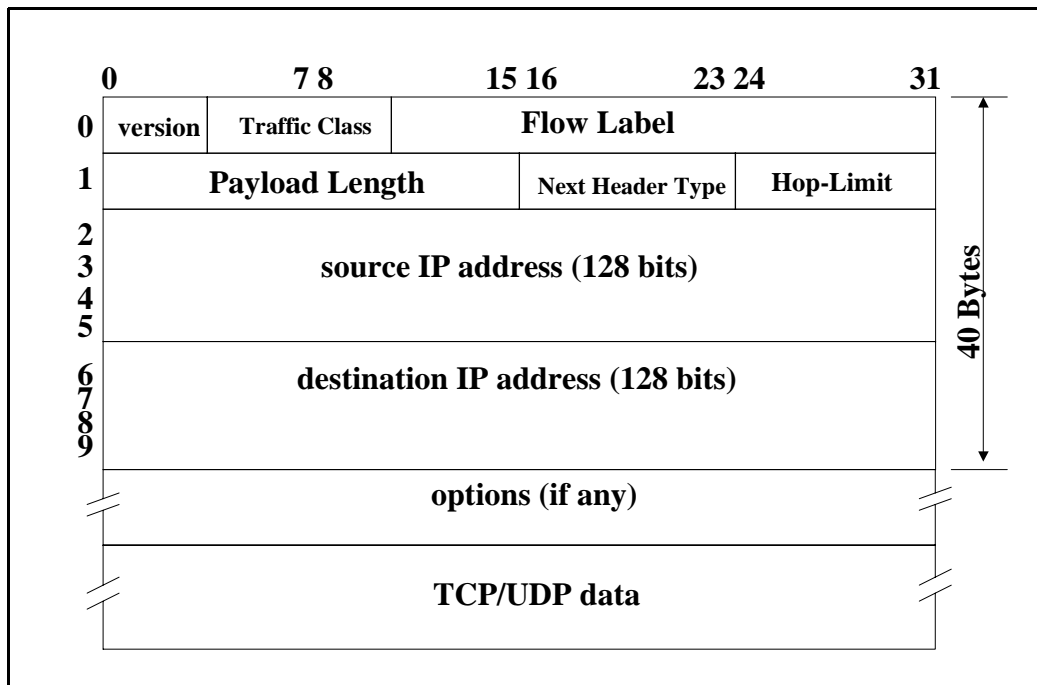 0 7 8 15 16 23 24 31
0 version Traffic Class Flow Label
1 Payload Length Next Header Type Hop-Limit
2
3 source IP address (128 bits)
4
5
40 Bytes
6 destination IP address (128 bits)
7
8
9
options (if any)
TCP/UDP data